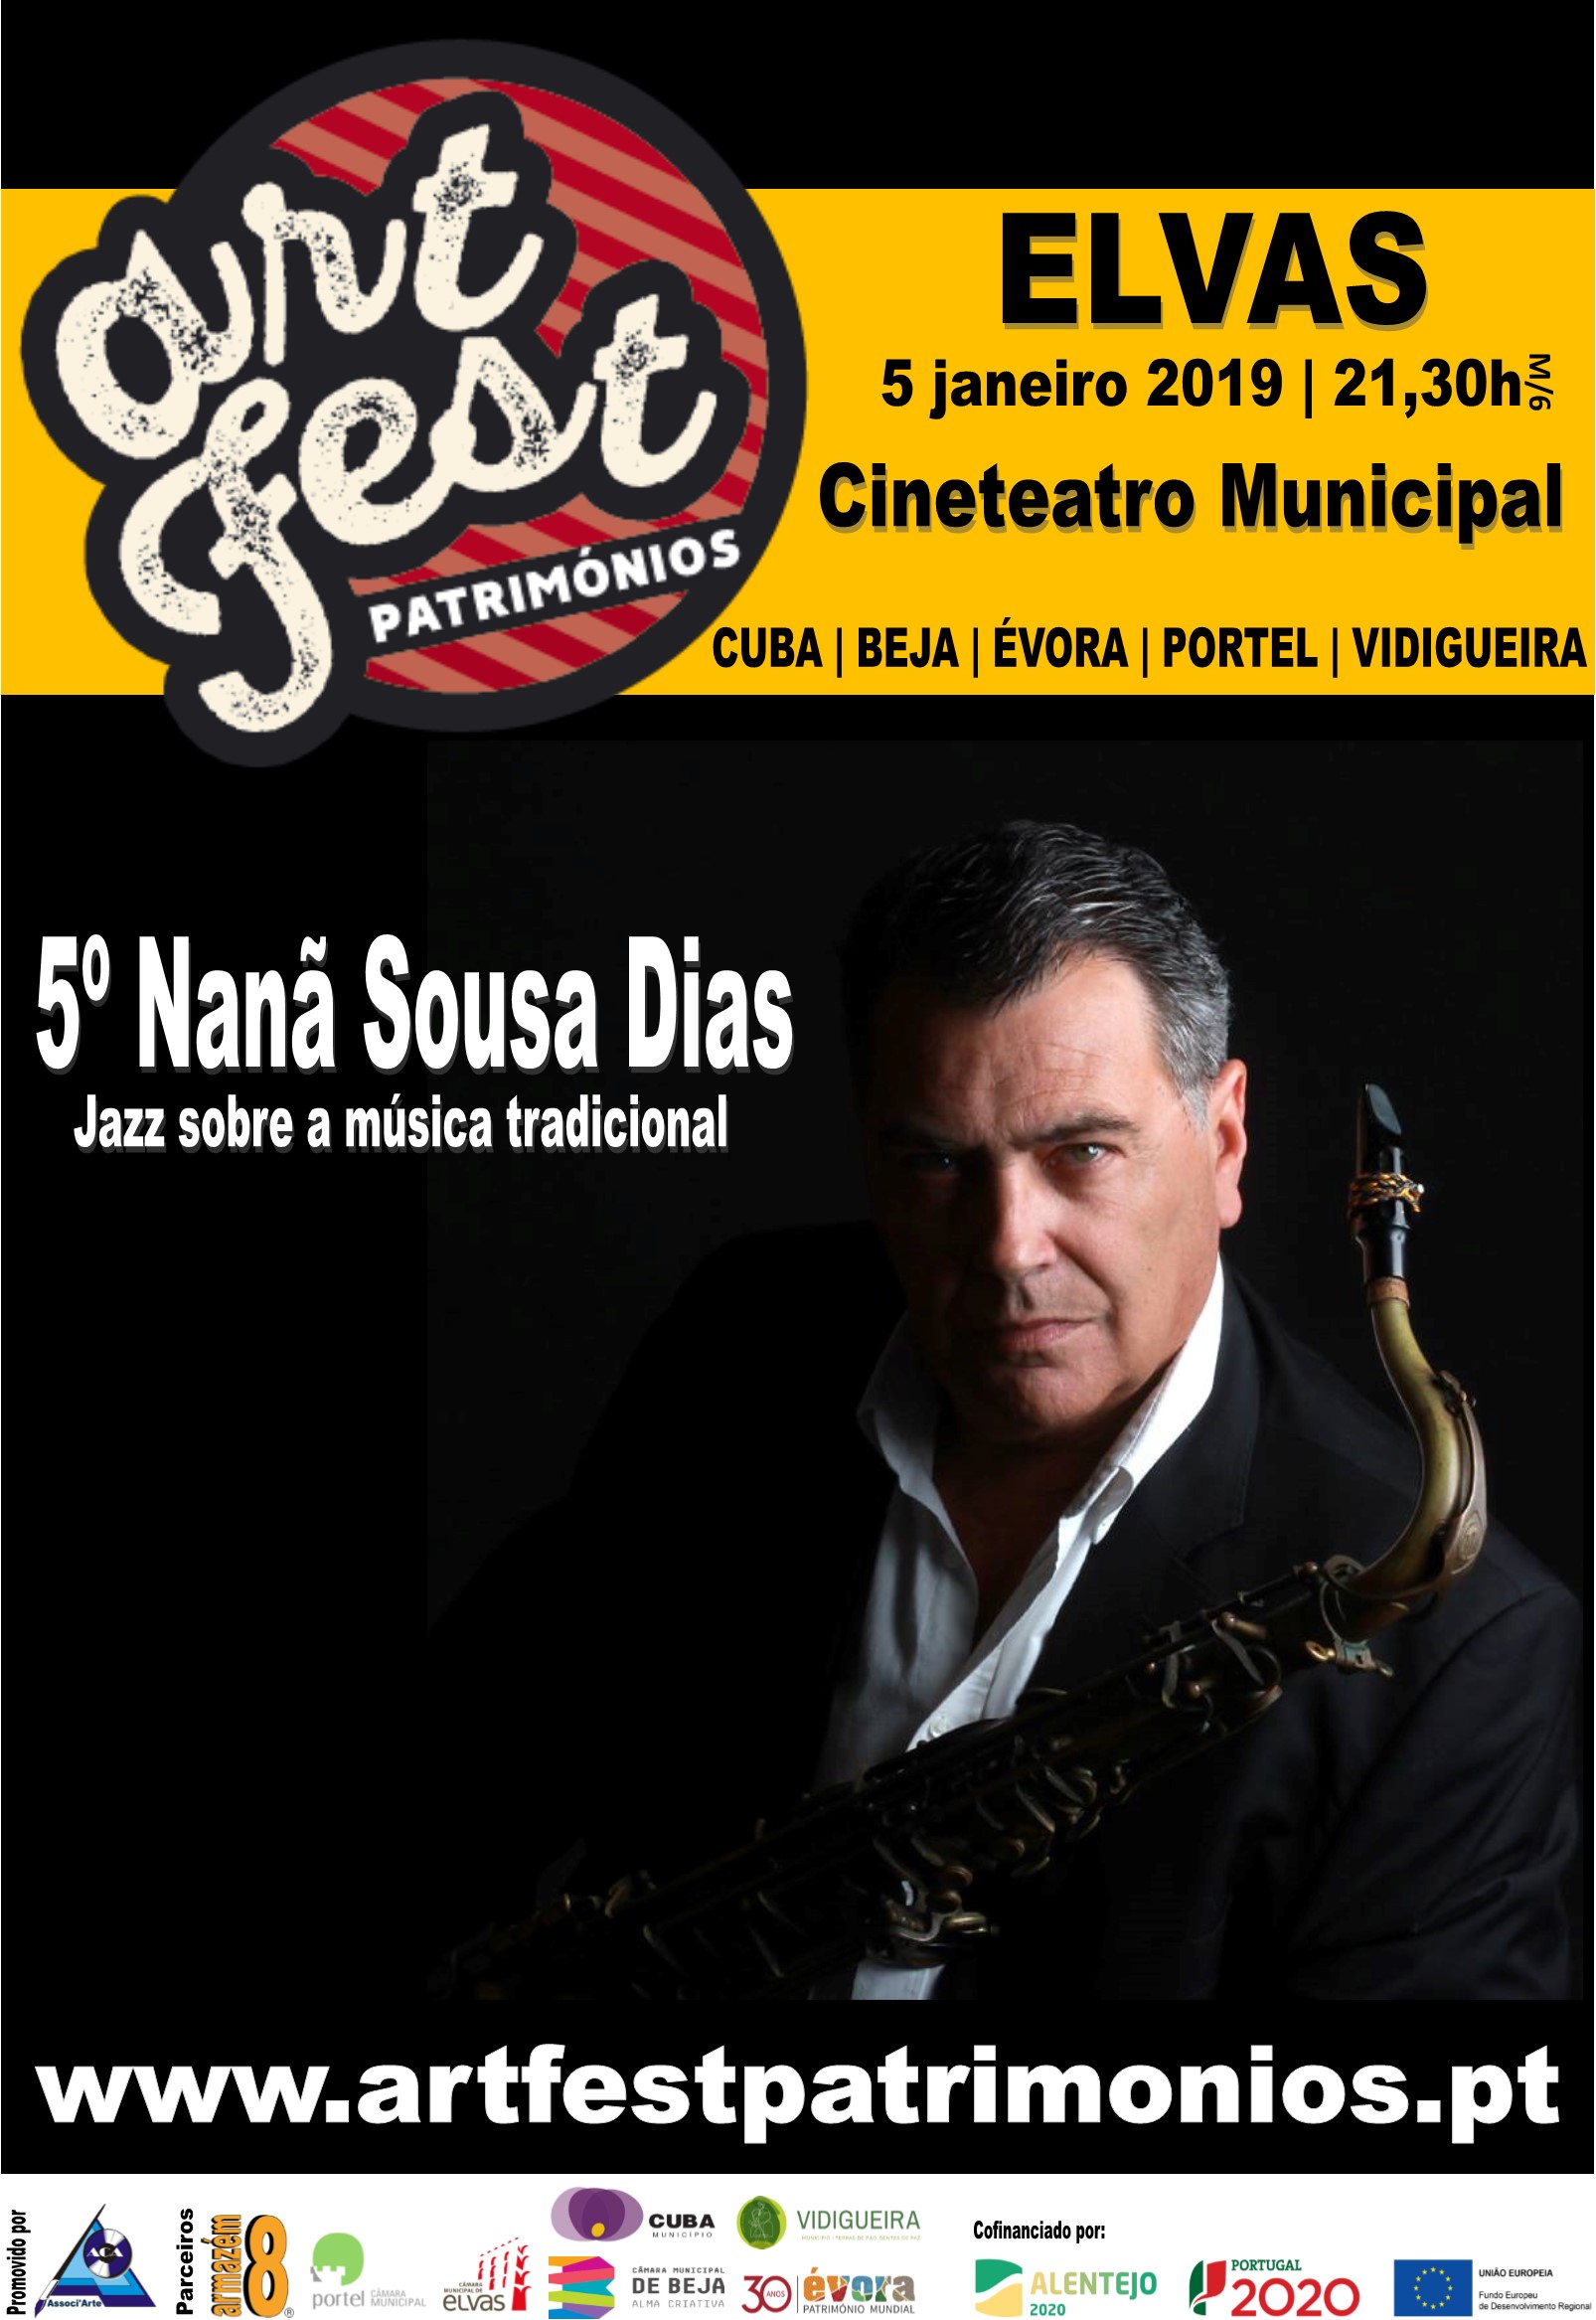 art
fest
PATRIMÓNIOS
ELVAS
5 janeiro 2019 | 21,30h M/6
Cineteatro Municipal
CUBA | BEJA | ÉVORA | PORTEL | VIDIGUEIRA
5º Nanã Sousa Dias
Jazz sobre a música tradicional
www.artfestpatrimonios.pt
Promovido por
ACA
Associ'Arte
Parceiros
armazém
8
®
portel CÂMARA
MUNICIPAL
CÂMARA
MUNICIPAL DE
elvas
CUBA
MUNICÍPIO
CÂMARA MUNICIPAL
DE BEJA
ALMA CRIATIVA
VIDIGUEIRA
30 ANOS
évora
PATRIMÓNIO MUNDIAL
Cofinanciado por:
ALENTEJO
2020
PORTUGAL
2020
UNIÃO EUROPEIA
Fundo Europeu
de Desenvolvimento Regional